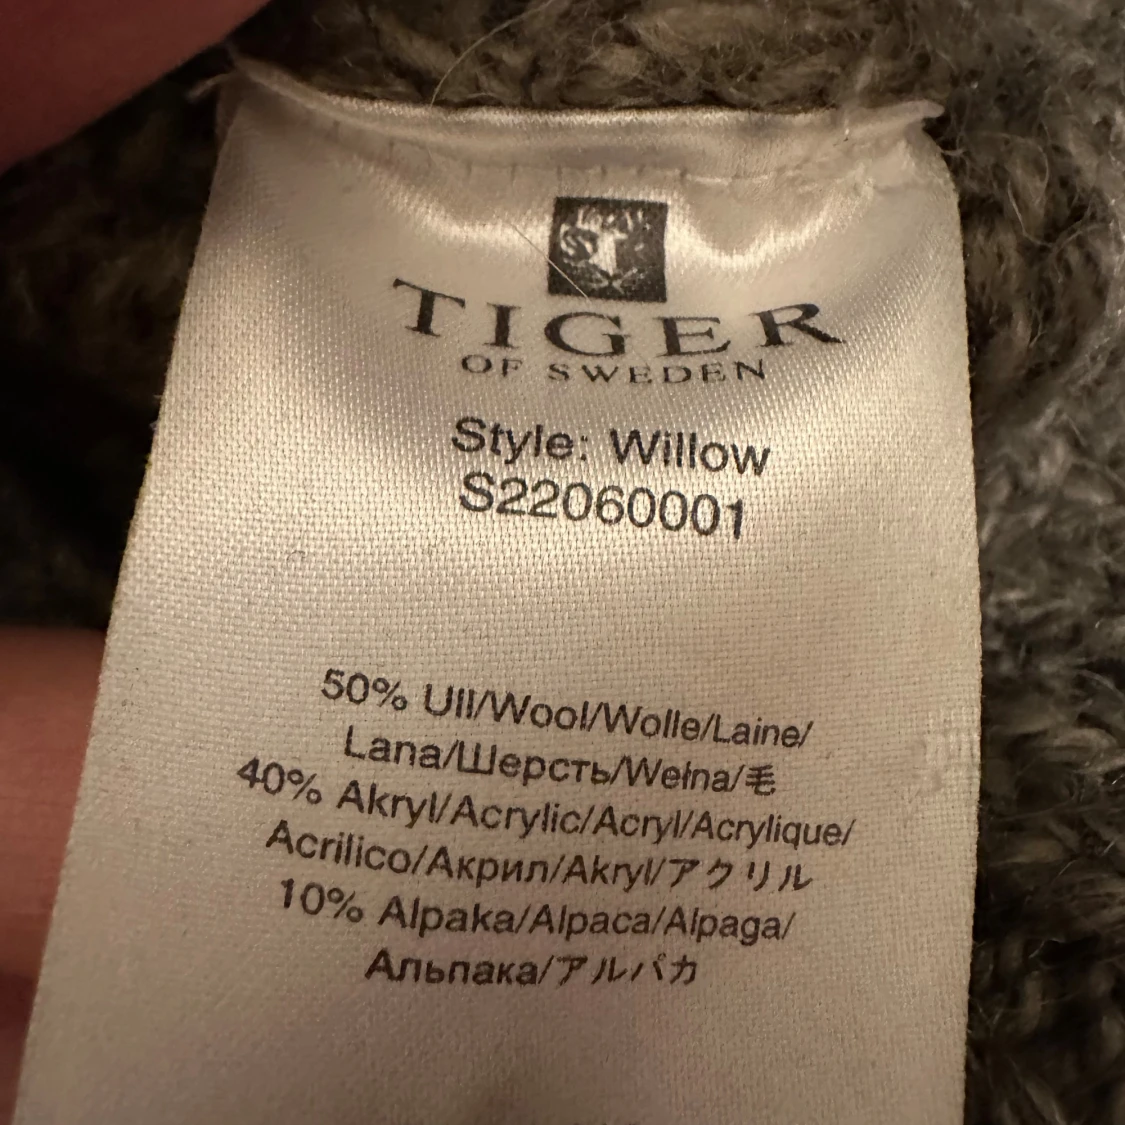 TIGER
OF SWEDEN
Style: Willow
S22060001
50% Ull/Wool/Wolle/Laine/
Lana/Шерсть/Wełna/毛
40% Akryl/Acrylic/Acryl/Acrylique/
Acrilico/Акрил/Akryl/アクリル
10% Alpaka/Alpaca/Alpaga/
Альпака/アルパカ